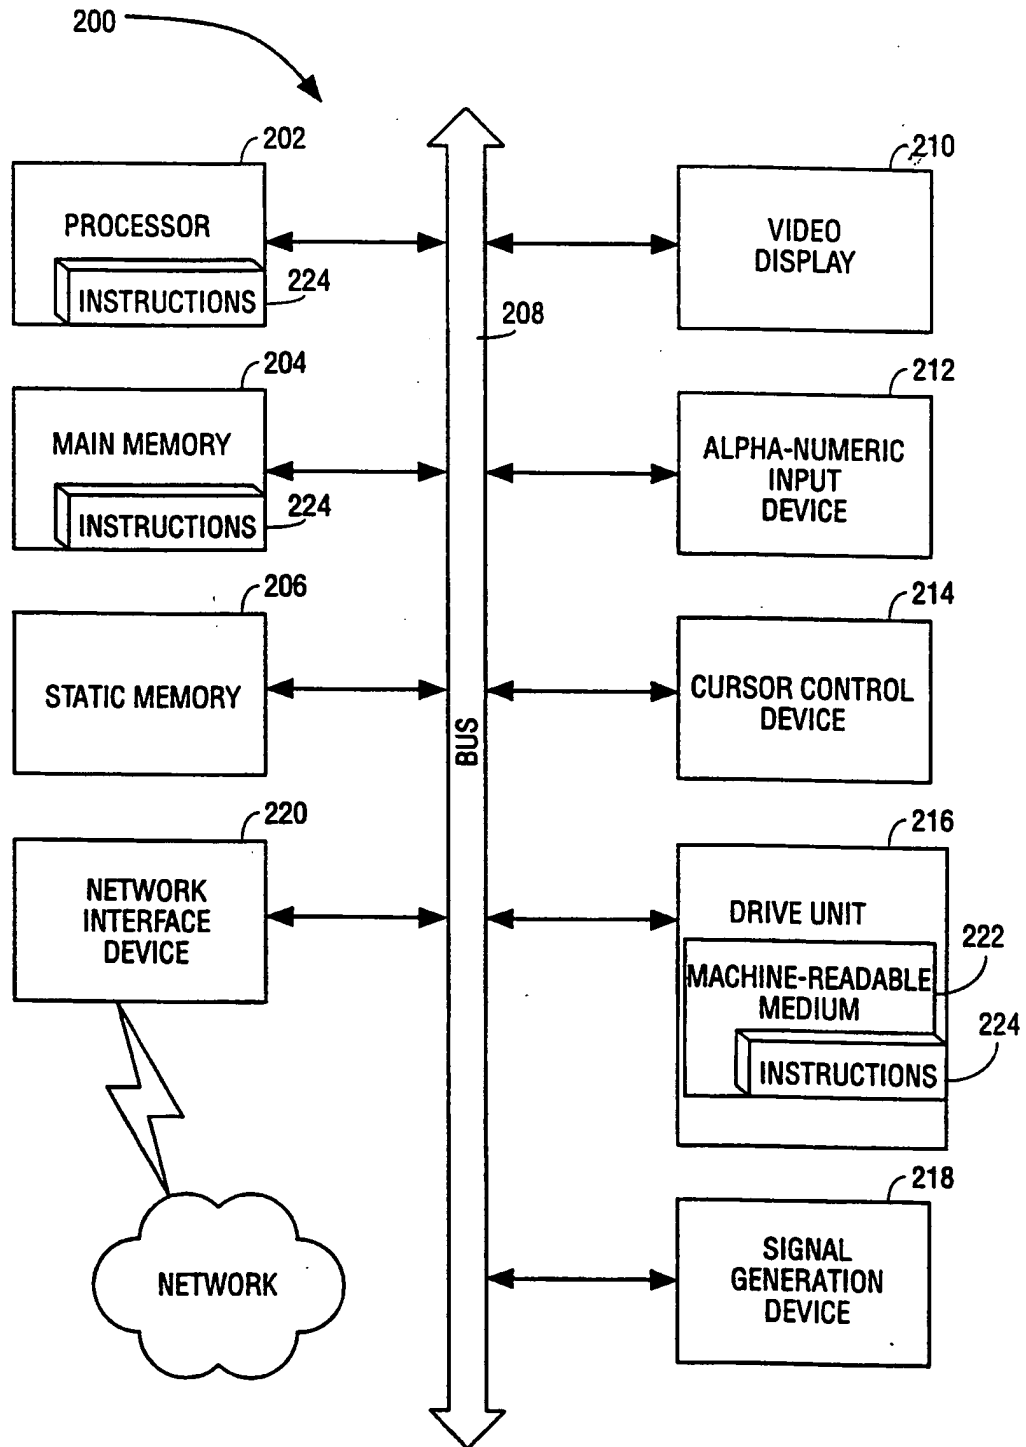 200
202
PROCESSOR
INSTRUCTIONS
224
204
MAIN MEMORY
INSTRUCTIONS
224
206
STATIC MEMORY
220
NETWORK
INTERFACE
DEVICE
NETWORK
208
BUS
210
VIDEO
DISPLAY
212
ALPHA-NUMERIC
INPUT
DEVICE
214
CURSOR CONTROL
DEVICE
216
DRIVE UNIT
222
MACHINE-READABLE
MEDIUM
224
INSTRUCTIONS
218
SIGNAL
GENERATION
DEVICE